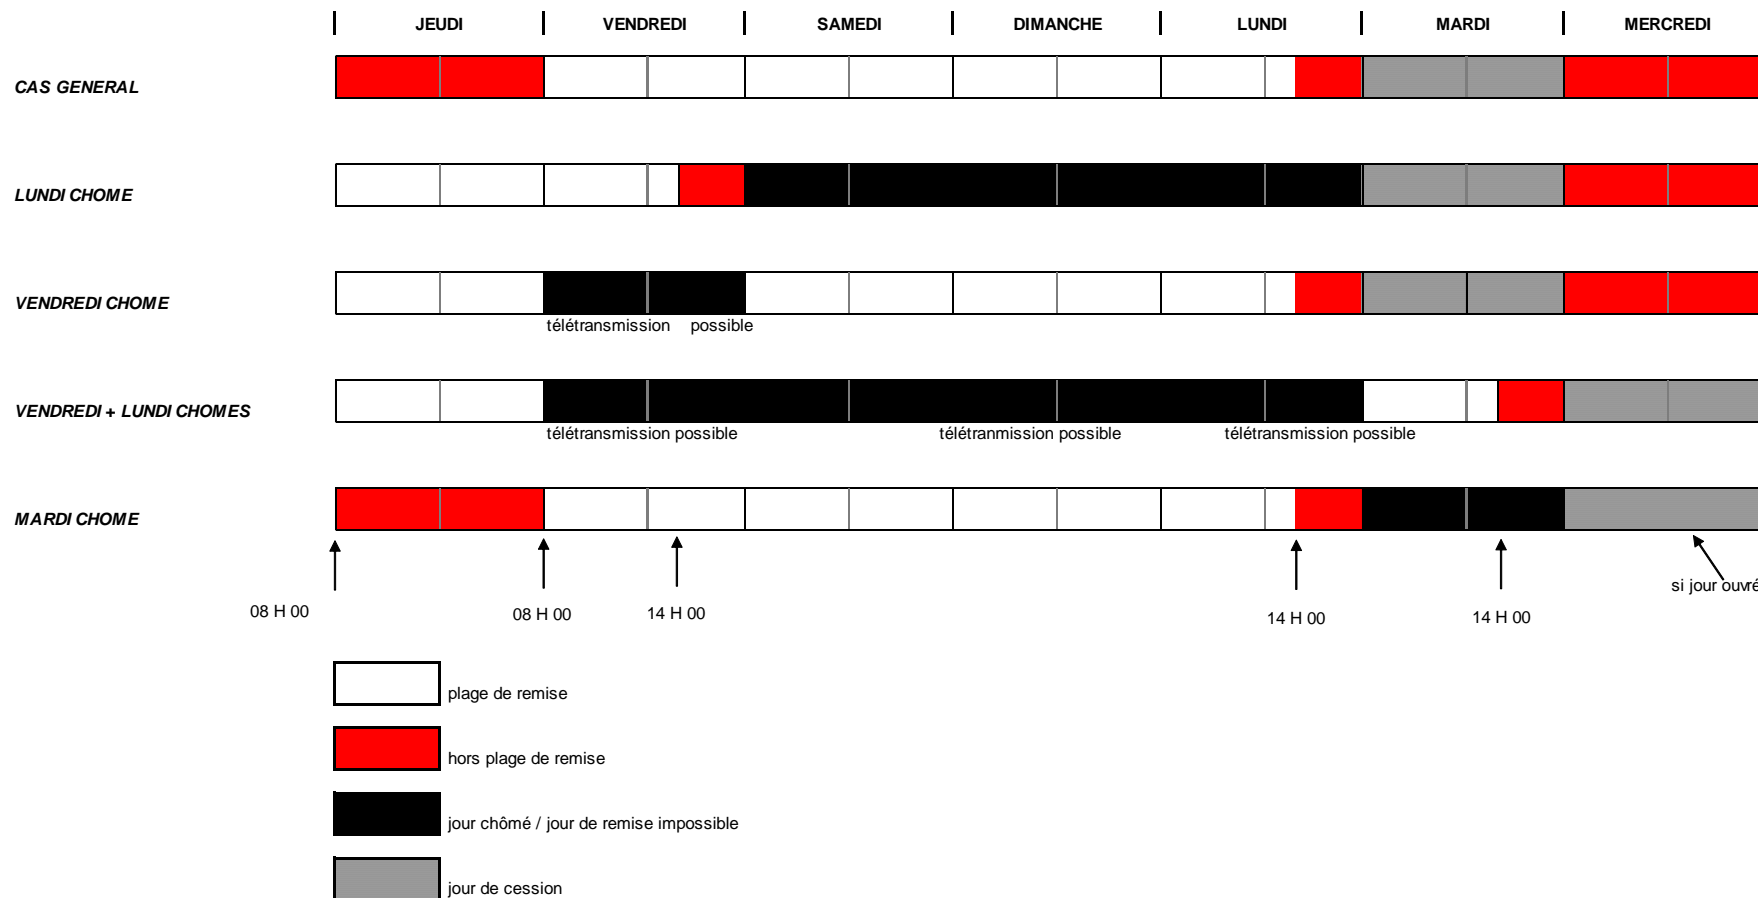 JEUDI VENDREDI SAMEDI DIMANCHE LUNDI MARDI MERCREDI
CAS GENERAL
LUNDI CHOME
VENDREDI CHOME
télétransmission possible
VENDREDI + LUNDI CHOMES
télétransmission possible télétranmission possible télétransmission possible
MARDI CHOME
si jour ouvré
08 H 00 08 H 00 14 H 00 14 H 00 14 H 00
plage de remise
hors plage de remise
jour chômé / jour de remise impossible
jour de cession